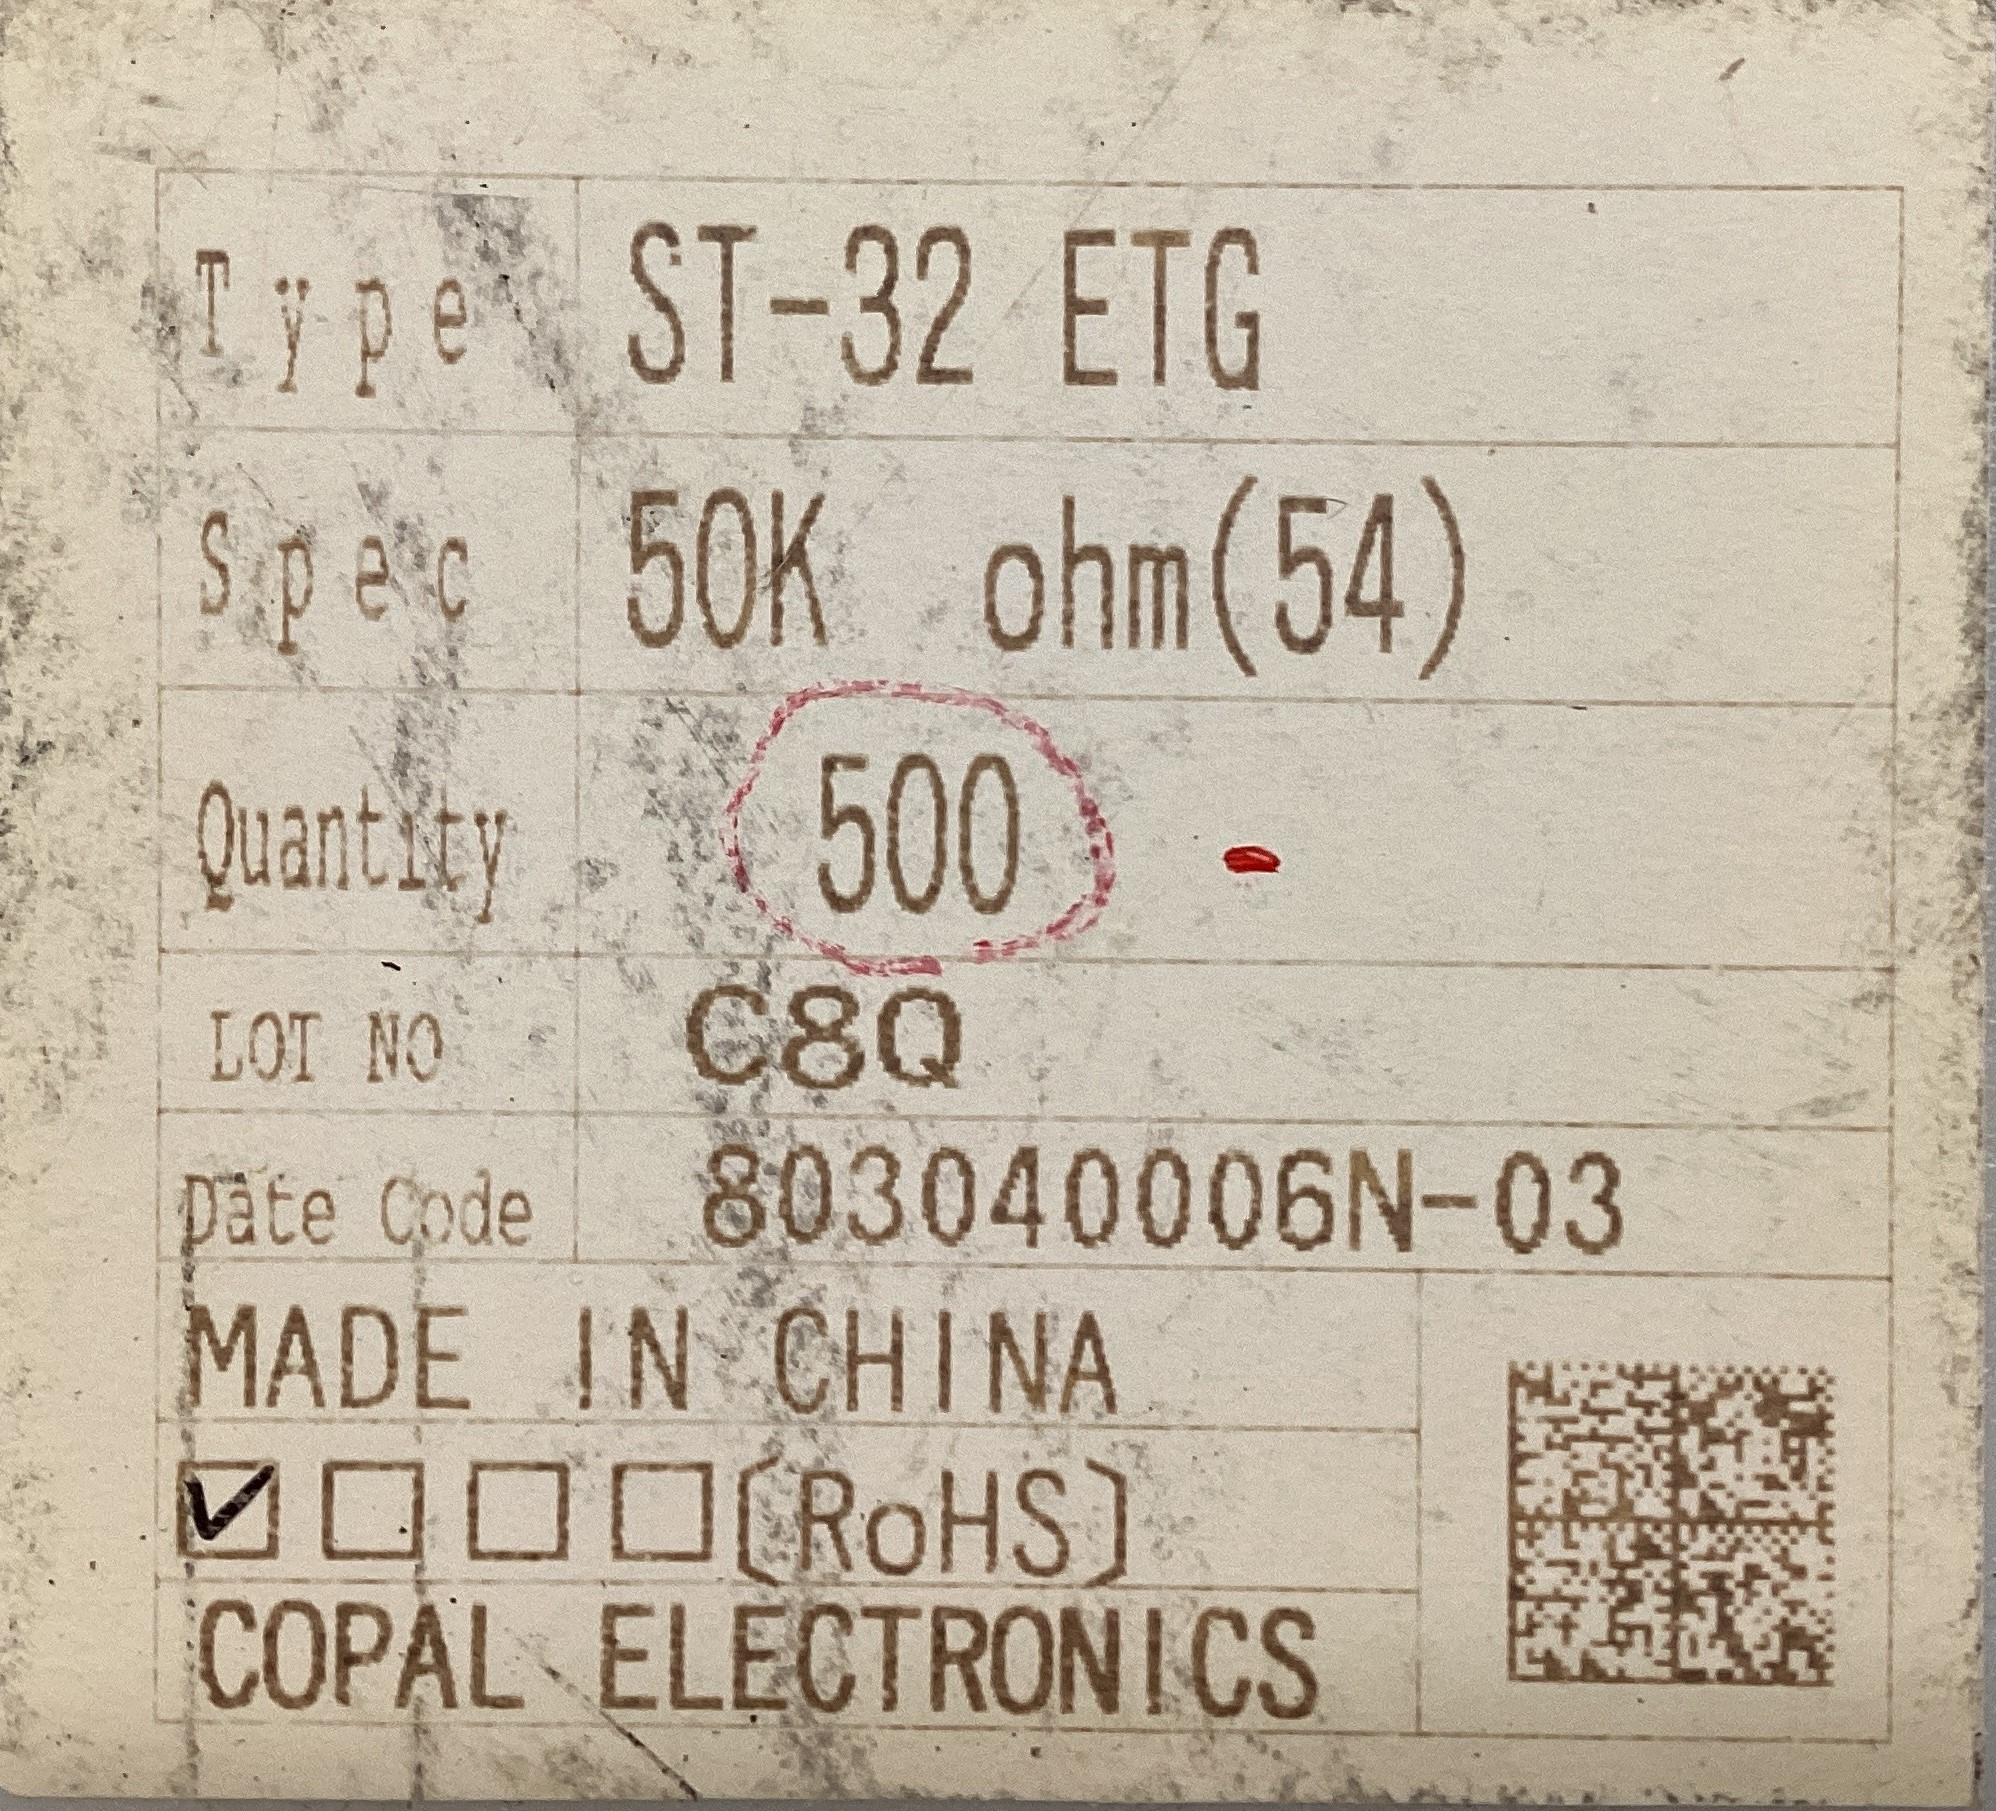 Type ST-32 ETG
Spec 50K ohm(54)
Quantity 500
LOT NO C8Q
Date Code 803040006N-03
MADE IN CHINA
(RoHS)
COPAL ELECTRONICS